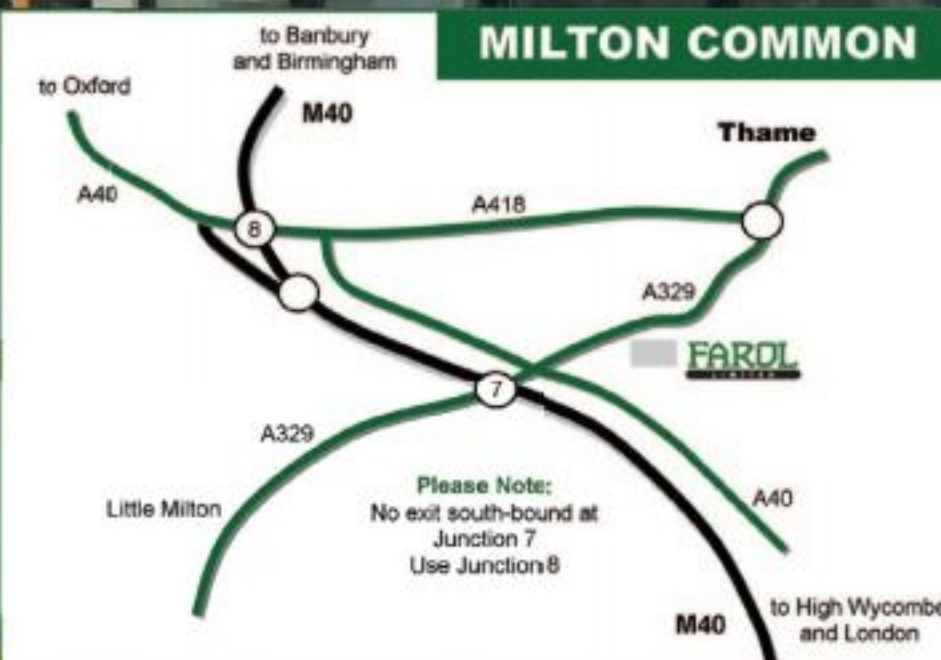 MILTON COMMON
to Banbury
and Birmingham
to Oxford
M40
Thame
A40
A418
8
A329
FAROL
LIMITED
7
A329
Little Milton
Please Note:
No exit south-bound at
Junction 7
Use Junction 8
A40
M40
to High Wycombe
and London